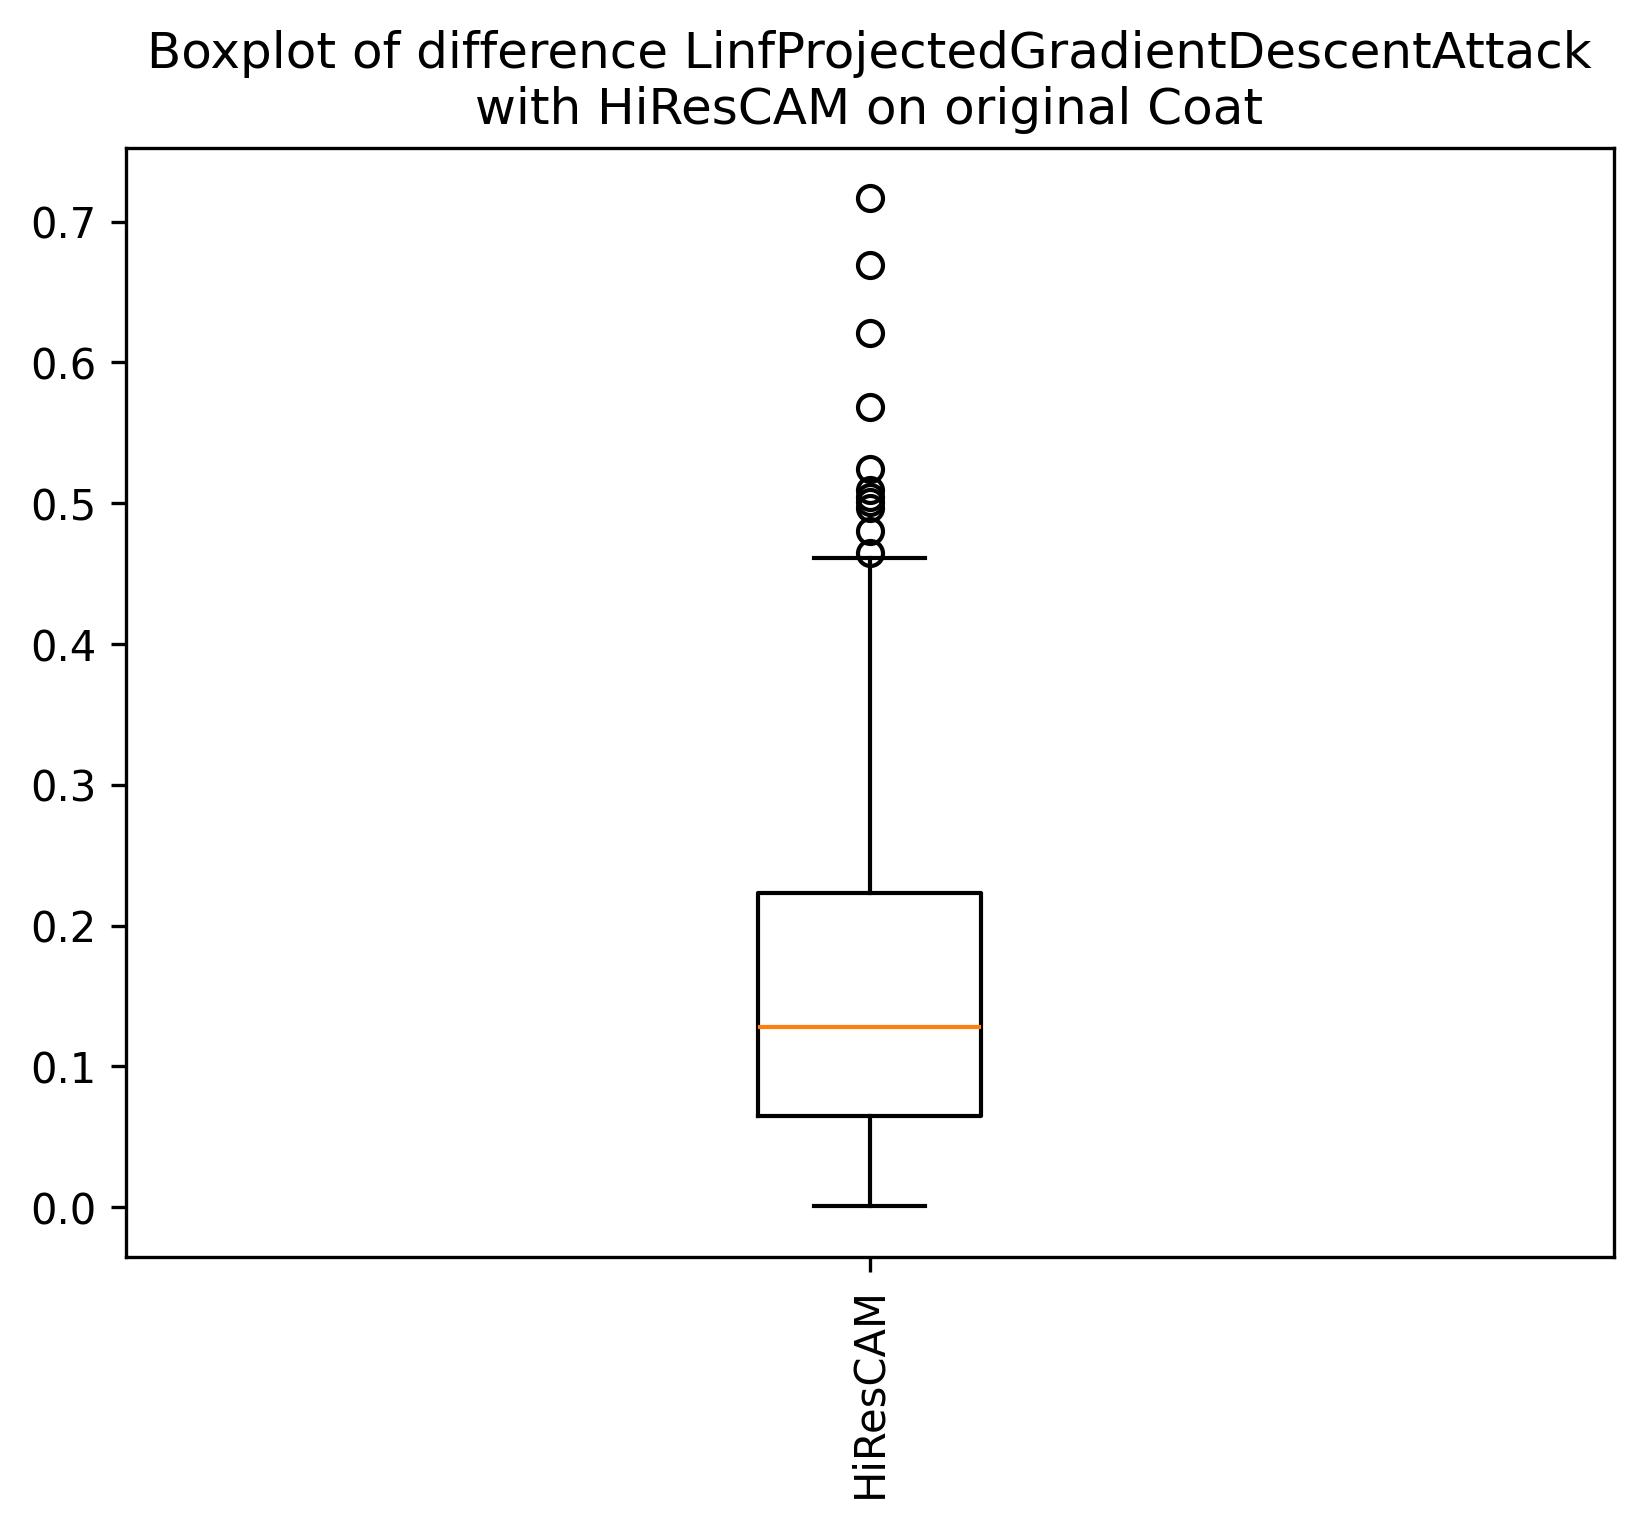 Boxplot of difference LinfProjectedGradientDescentAttack
with HiResCAM on original Coat
0.7
0.6
0.5
0.4
0.3
0.2
0.1
0.0
HiResCAM